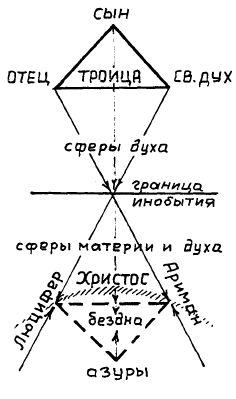 СЫН
ОТЕЦ ТРОИЦА СВ.ДУХ
сферы духа
граница
инобытия
сферы материи и духа
Люцифер Христос Ариман
бездна
азуры